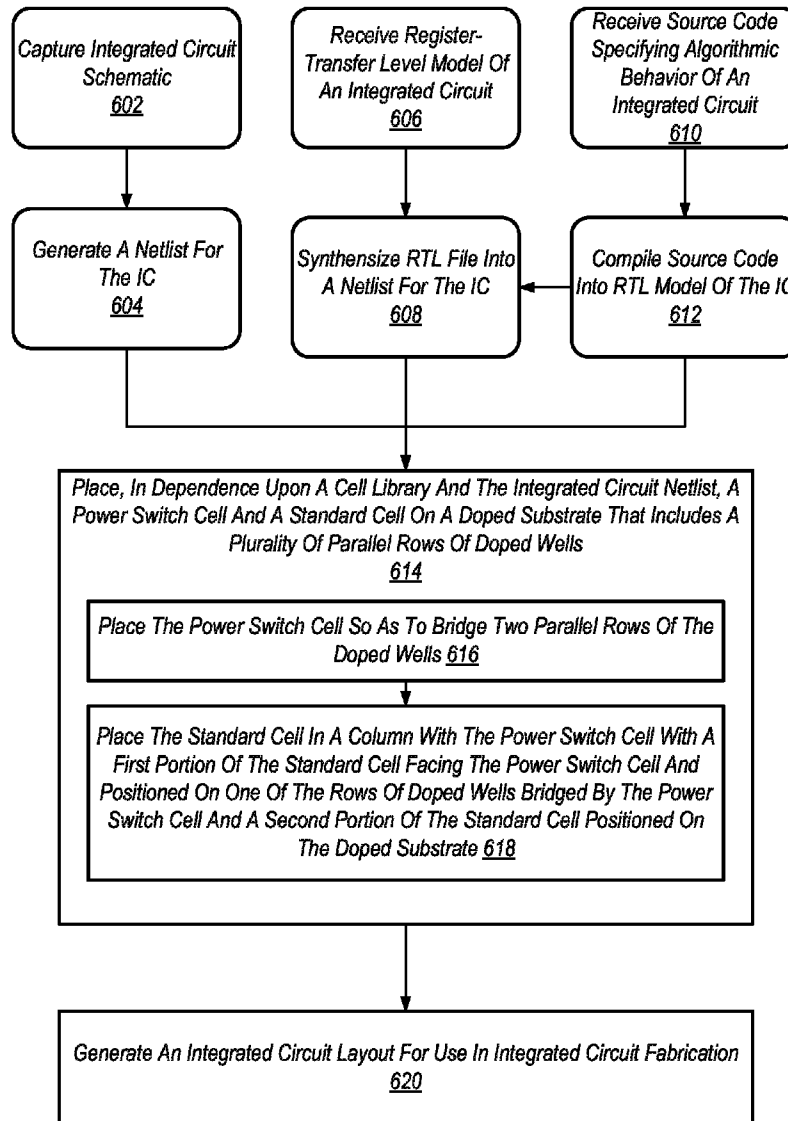 Capture Integrated Circuit
Schematic
602
Receive Register-
Transfer Level Model Of
An Integrated Circuit
606
Receive Source Code
Specifying Algorithmic
Behavior Of An
Integrated Circuit
610
Generate A Netlist For
The IC
604
Synthensize RTL File Into
A Netlist For The IC
608
Compile Source Code
Into RTL Model Of The IC
612
Place, In Dependence Upon A Cell Library And The Integrated Circuit Netlist, A
Power Switch Cell And A Standard Cell On A Doped Substrate That Includes A
Plurality Of Parallel Rows Of Doped Wells
614
Place The Power Switch Cell So As To Bridge Two Parallel Rows Of The
Doped Wells 616
Place The Standard Cell In A Column With The Power Switch Cell With A
First Portion Of The Standard Cell Facing The Power Switch Cell And
Positioned On One Of The Rows Of Doped Wells Bridged By The Power
Switch Cell And A Second Portion Of The Standard Cell Positioned On
The Doped Substrate 618
Generate An Integrated Circuit Layout For Use In Integrated Circuit Fabrication
620